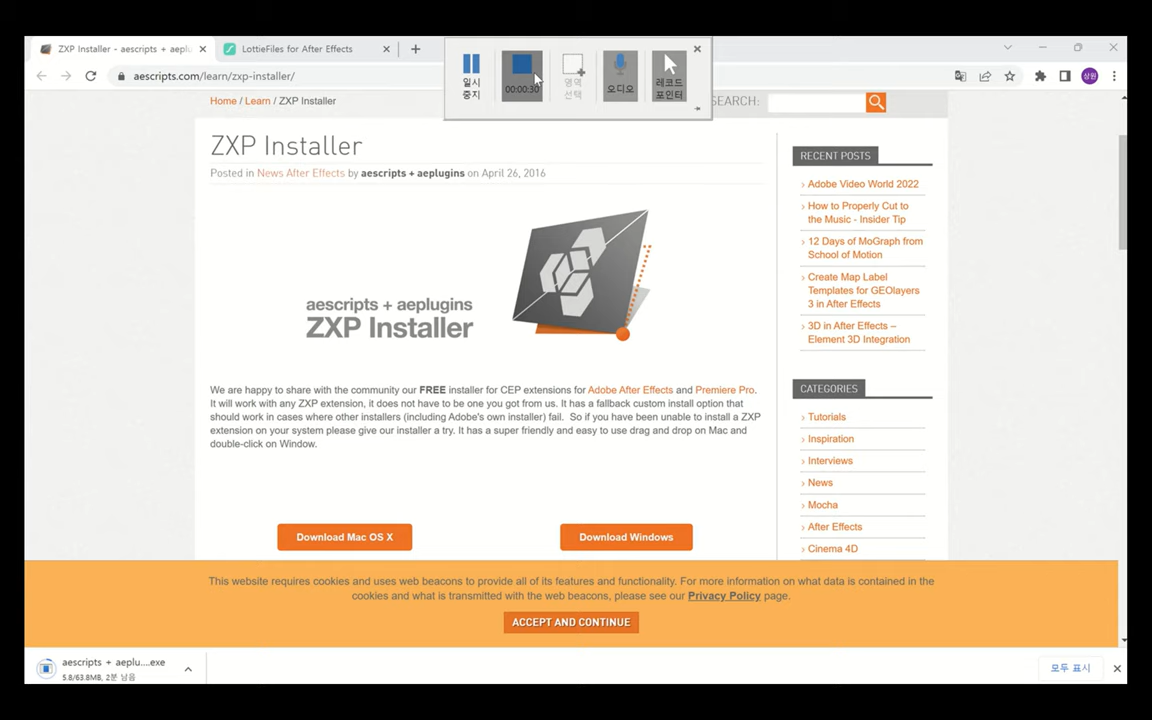 ZXP Installer - aescripts + aeplu
LottieFiles for After Effects
aescripts.com/learn/zxp-installer/
상원
일시
중지
00:00:30
영역
선택
오디오
레코드
포인터
Home / Learn / ZXP Installer
SEARCH:
ZXP Installer
Posted in News After Effects by aescripts + aeplugins on April 26, 2016
aescripts + aeplugins
ZXP Installer
We are happy to share with the community our FREE installer for CEP extensions for Adobe After Effects and Premiere Pro.
It will work with any ZXP extension, it does not have to be one you got from us. It has a fallback custom install option that
should work in cases where other installers (including Adobe's own installer) fail. So if you have been unable to install a ZXP
extension on your system please give our installer a try. It has a super friendly and easy to use drag and drop on Mac and
double-click on Window.
Download Mac OS X
Download Windows
RECENT POSTS
Adobe Video World 2022
How to Properly Cut to
the Music - Insider Tip
12 Days of MoGraph from
School of Motion
Create Map Label
Templates for GEOlayers
3 in After Effects
3D in After Effects –
Element 3D Integration
CATEGORIES
Tutorials
Inspiration
Interviews
News
Mocha
After Effects
Cinema 4D
This website requires cookies and uses web beacons to provide all of its features and functionality. For more information on what data is contained in the
cookies and what is transmitted with the web beacons, please see our Privacy Policy page.
ACCEPT AND CONTINUE
aescripts + aeplu....exe
5.8/63.8MB, 2분 남음
모두 표시